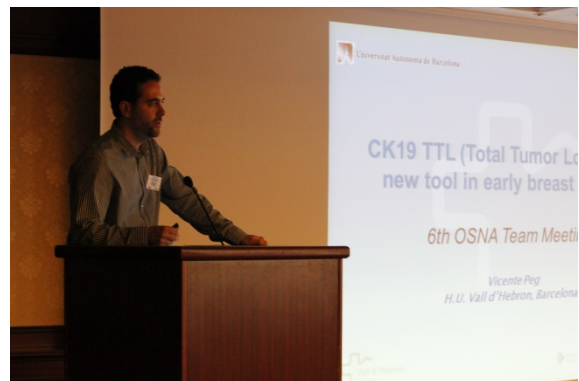 Universitat Autònoma de Barcelona
CK19 TTL (Total Tumor Lo
new tool in early breast
6th OSNA Team Meetin
Vicente Peg
H.U. Vall d'Hebron, Barcelona